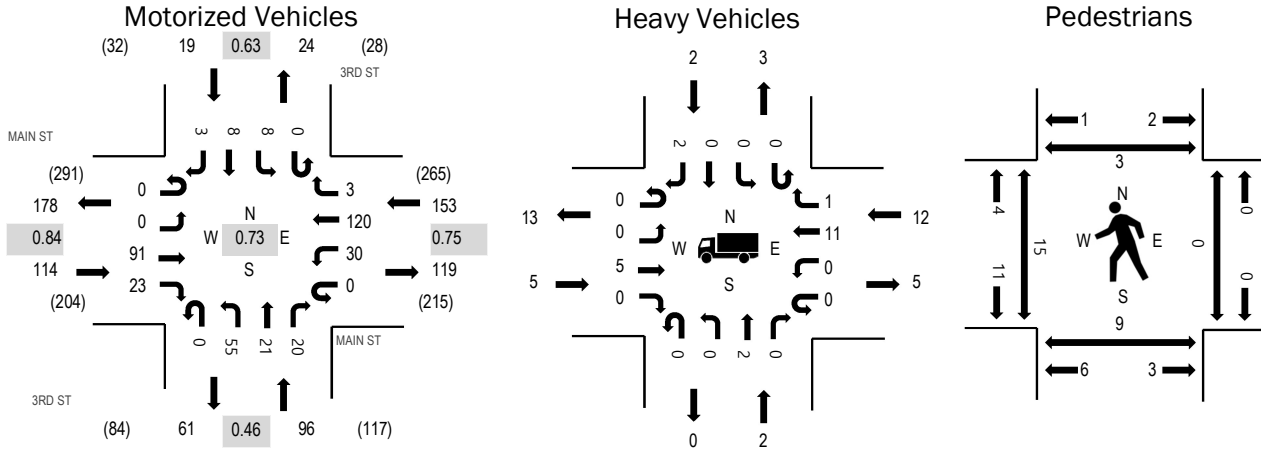 Motorized Vehicles
(32) 19 0.63 24 (28)
3RD ST
MAIN ST
3 8 8 0
(291) 0 3 (265)
178 0 120 153
0.84 N W 0.73 E S 0.75
91 30
114 23 0 119
(204) (215)
0 55 21 20
MAIN ST
3RD ST
(84) 61 0.46 96 (117)
Heavy Vehicles
2 3
2 0 0 0
0 1
13 0 11 12
N
W E
S
5 5 0 5
0 0
0 0 2 0
0 2
Pedestrians
1 2
3
4 15 0 0
N
W E
S
11 0
9
6 3